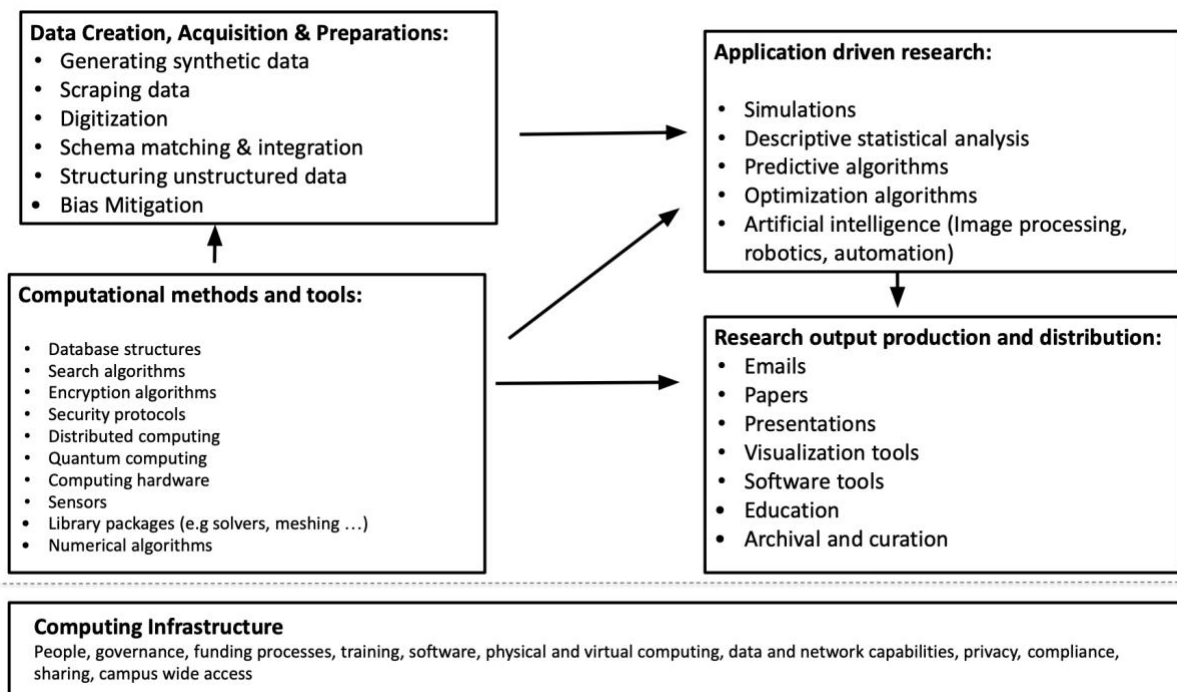 Data Creation, Acquisition & Preparations:
• Generating synthetic data
• Scraping data
• Digitization
• Schema matching & integration
• Structuring unstructured data
• Bias Mitigation
Computational methods and tools:
• Database structures
• Search algorithms
• Encryption algorithms
• Security protocols
• Distributed computing
• Quantum computing
• Computing hardware
• Sensors
• Library packages (e.g solvers, meshing …)
• Numerical algorithms
Application driven research:
• Simulations
• Descriptive statistical analysis
• Predictive algorithms
• Optimization algorithms
• Artificial intelligence (Image processing,
robotics, automation)
Research output production and distribution:
• Emails
• Papers
• Presentations
• Visualization tools
• Software tools
• Education
• Archival and curation
Computing Infrastructure
People, governance, funding processes, training, software, physical and virtual computing, data and network capabilities, privacy, compliance,
sharing, campus wide access